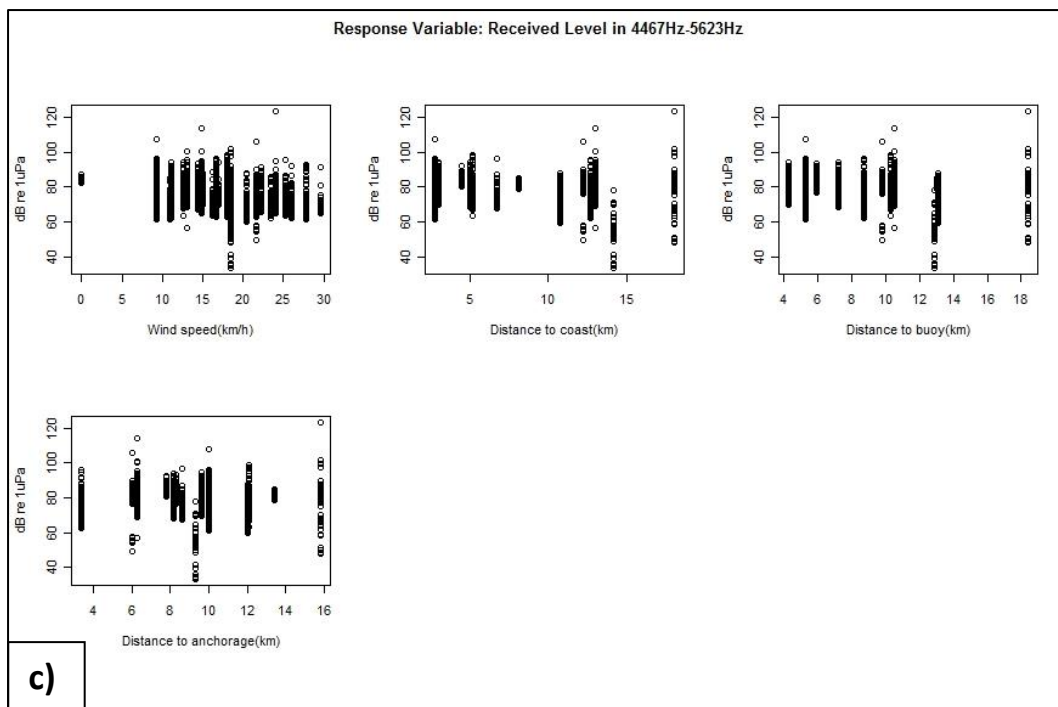 Response Variable: Received Level in 4467Hz-5623Hz
dB re 1uPa
40 60 80 100 120
0 5 10 15 20 25 30
Wind speed(km/h)
dB re 1uPa
40 60 80 100 120
5 10 15
Distance to coast(km)
dB re 1uPa
40 60 80 100 120
4 6 8 10 12 14 16 18
Distance to buoy(km)
dB re 1uPa
40 60 80 100 120
4 6 8 10 12 14 16
Distance to anchorage(km)
c)